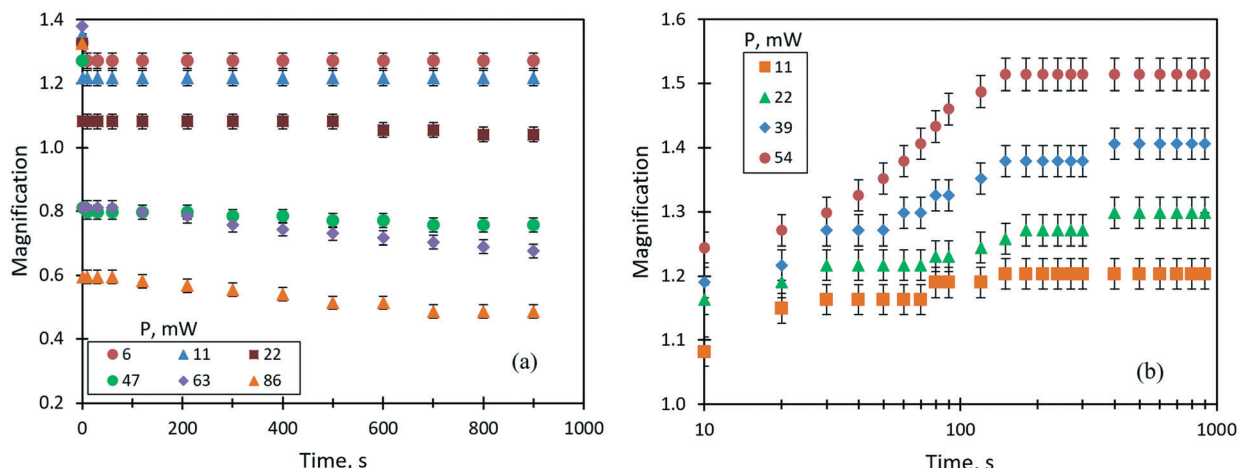 1.4
1.2
1.0
0.8
0.6
0.4
0.2
Magnification
P, mW
6 11 22
47 63 86
(a)
0 200 400 600 800 1000
Time, s
1.6
1.5
1.4
1.3
1.2
1.1
1.0
Magnification
P, mW
11
22
39
54
(b)
10 100 1000
Time, s